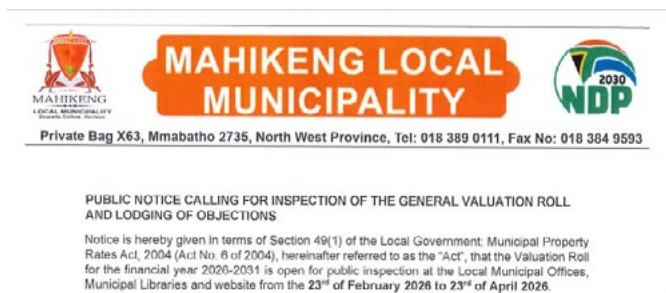 MAHIKENG LOCAL
MUNICIPALITY
MAHIKENG
LOCAL MUNICIPALITY
2030
NDP
Private Bag X63, Mmabatho 2735, North West Province, Tel: 018 389 0111, Fax No: 018 384 9593
PUBLIC NOTICE CALLING FOR INSPECTION OF THE GENERAL VALUATION ROLL
AND LODGING OF OBJECTIONS
Notice is hereby given in terms of Section 49(1) of the Local Government: Municipal Property
Rates Act, 2004 (Act No. 6 of 2004), hereinafter referred to as the "Act", that the Valuation Roll
for the financial year 2026-2031 is open for public inspection at the Local Municipal Offices,
Municipal Libraries and website from the 23rd of February 2026 to 23rd of April 2026.